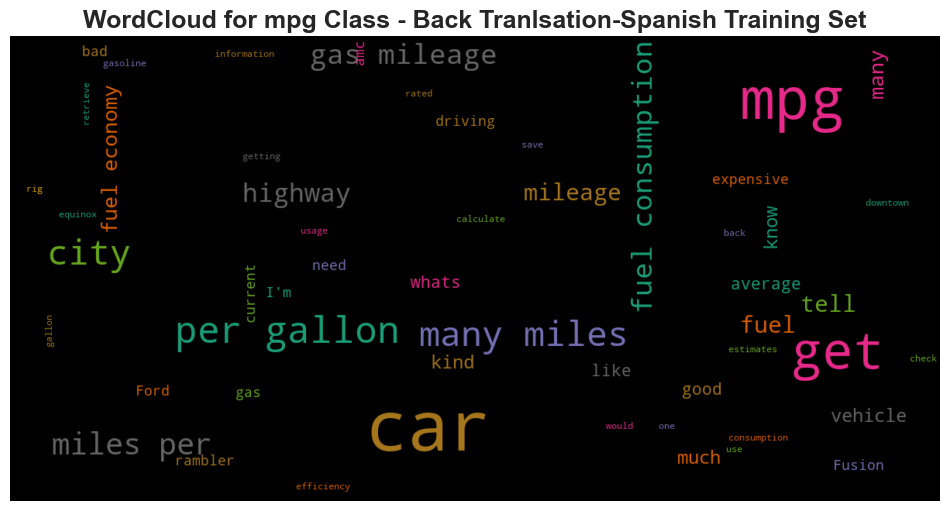 WordCloud for mpg Class - Back Tranlsation-Spanish Training Set
bad
gasoline
information
gas mileage
amc
many
retrieve
fuel economy
rated
driving
fuel consumption
mpg
getting
save
rig
highway
mileage
expensive
equinox
calculate
downtown
city
usage
back
know
need
current
I'm
whats
average
tell
gallon
per gallon
many miles
fuel
get
kind
like
estimates
check
Ford
gas
good
car
vehicle
miles per
would
one
consumption
use
rambler
much
Fusion
efficiency